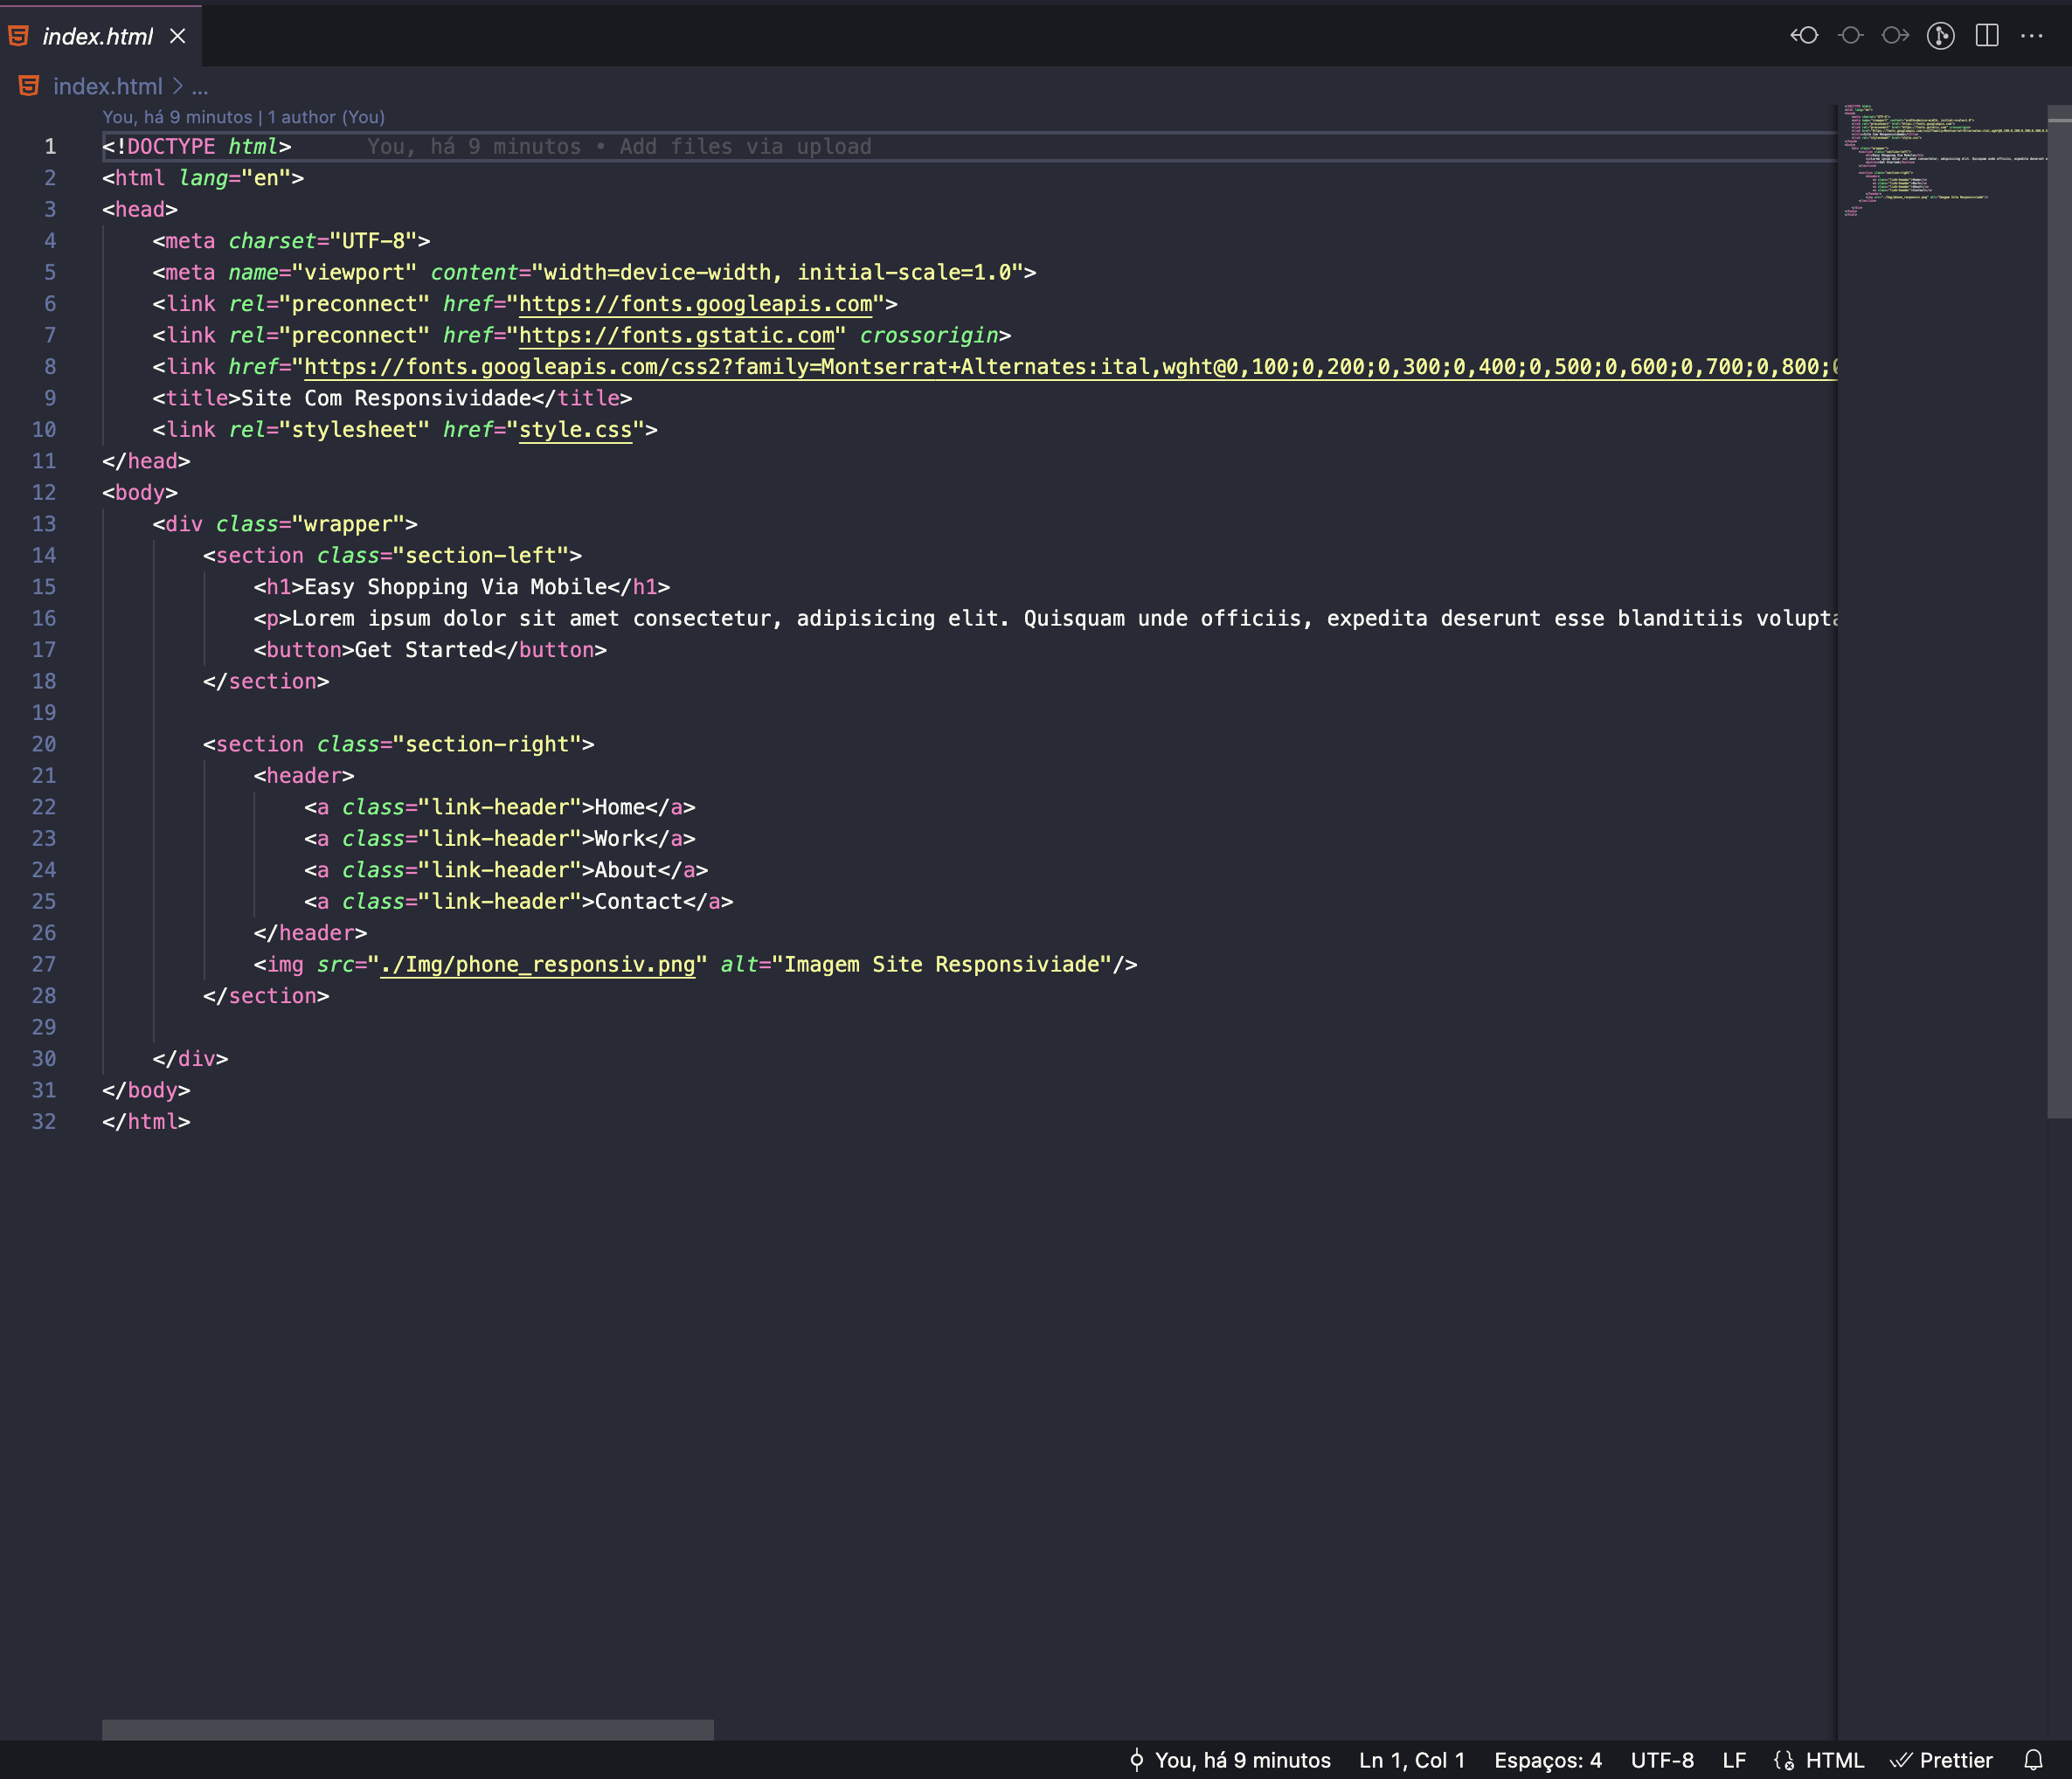 index.html
index.html > ...
You, há 9 minutos | 1 author (You)
1 <!DOCTYPE html> You, há 9 minutos • Add files via upload
2 <html lang="en">
3 <head>
4 <meta charset="UTF-8">
5 <meta name="viewport" content="width=device-width, initial-scale=1.0">
6 <link rel="preconnect" href="https://fonts.googleapis.com">
7 <link rel="preconnect" href="https://fonts.gstatic.com" crossorigin>
8 <link href="https://fonts.googleapis.com/css2?family=Montserrat+Alternates:ital,wght@0,100;0,200;0,300;0,400;0,500;0,600;0,700;0,800;
9 <title>Site Com Responsividade</title>
10 <link rel="stylesheet" href="style.css">
11 </head>
12 <body>
13 <div class="wrapper">
14 <section class="section-left">
15 <h1>Easy Shopping Via Mobile</h1>
16 <p>Lorem ipsum dolor sit amet consectetur, adipisicing elit. Quisquam unde officiis, expedita deserunt esse blanditiis volupta
17 <button>Get Started</button>
18 </section>
19
20 <section class="section-right">
21 <header>
22 <a class="link-header">Home</a>
23 <a class="link-header">Work</a>
24 <a class="link-header">About</a>
25 <a class="link-header">Contact</a>
26 </header>
27 <img src="./Img/phone_responsiv.png" alt="Imagem Site Responsiviade"/>
28 </section>
29
30 </div>
31 </body>
32 </html>
You, há 9 minutos Ln 1, Col 1 Espaços: 4 UTF-8 LF HTML Prettier